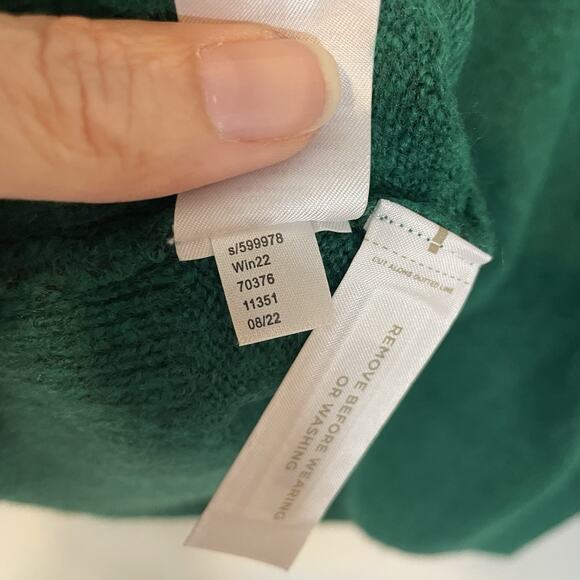 s/599978
Win22
70376
11351
08/22
CUT ALONG DOTTED LINE
REMOVE BEFORE WEARING
OR WASHING